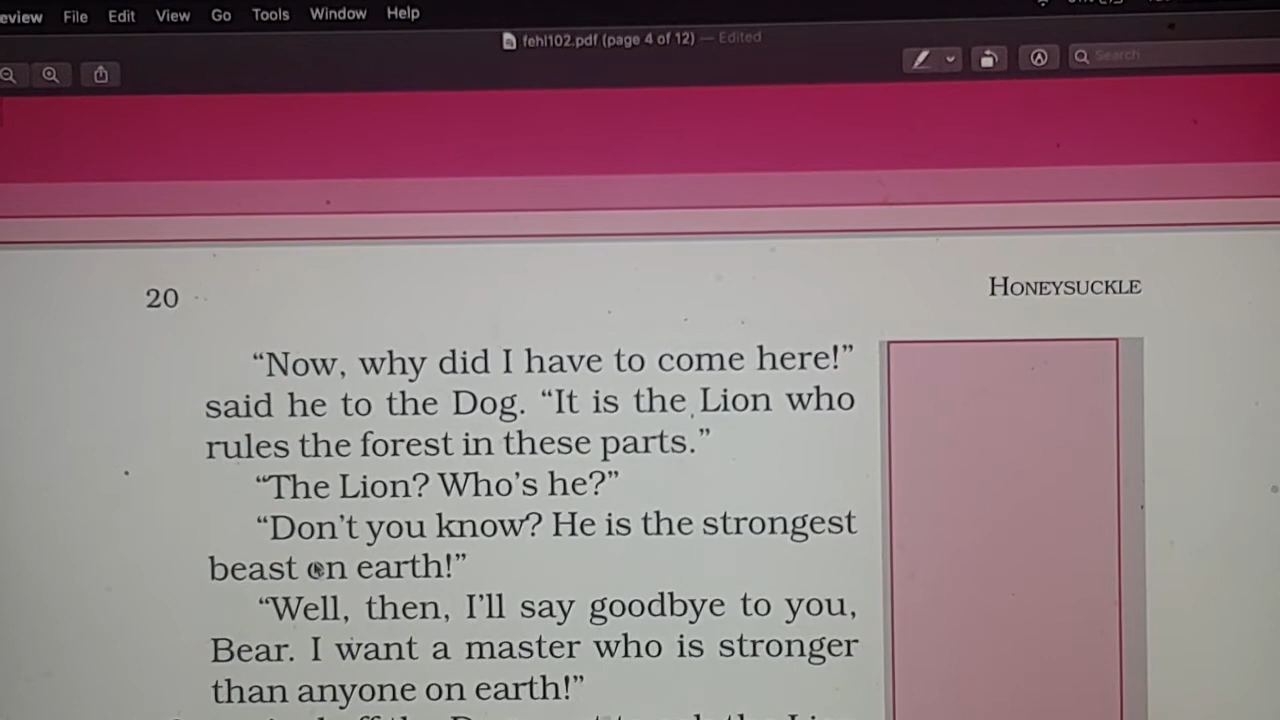 eview File Edit View Go Tools Window Help
fehl102.pdf (page 4 of 12) — Edited
Search
20
HONEYSUCKLE
“Now, why did I have to come here!”
said he to the Dog. “It is the Lion who
rules the forest in these parts.”
“The Lion? Who’s he?”
“Don’t you know? He is the strongest
beast on earth!”
“Well, then, I’ll say goodbye to you,
Bear. I want a master who is stronger
than anyone on earth!”